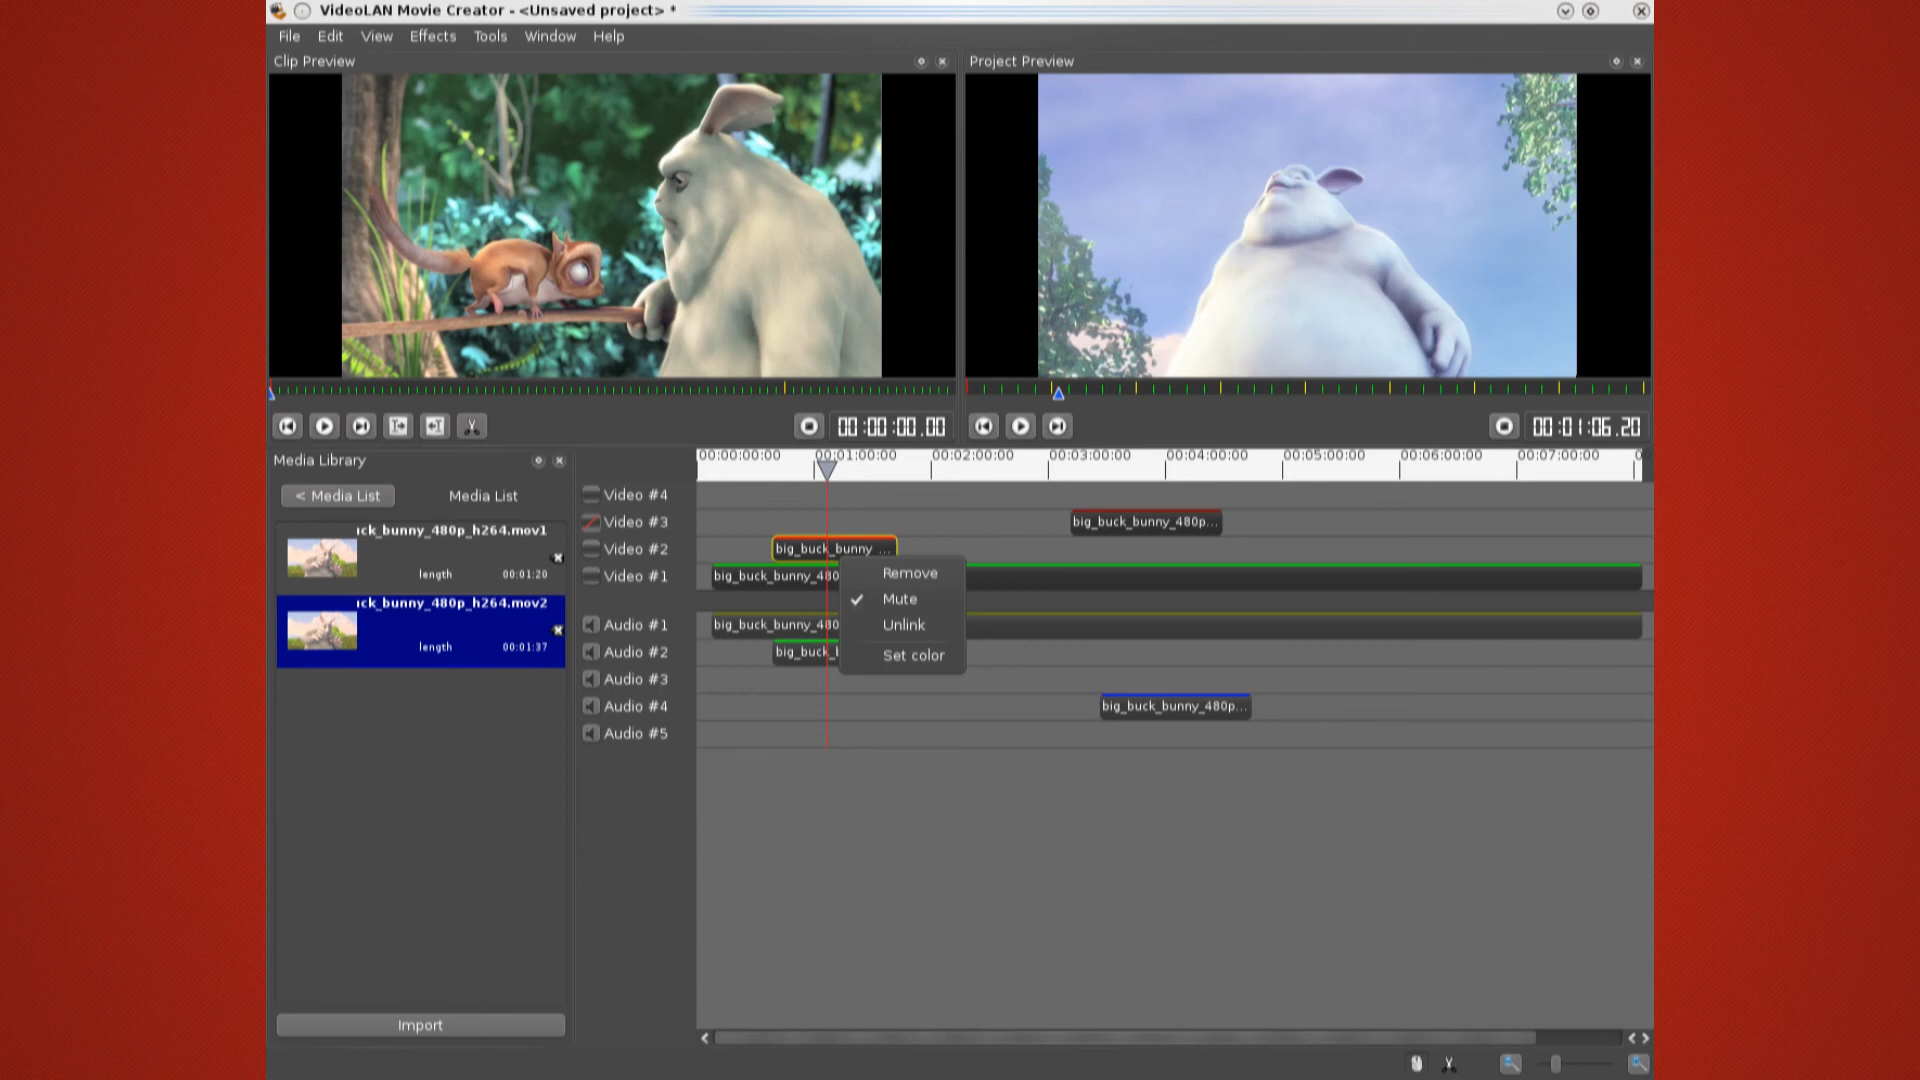 VideoLAN Movie Creator - <Unsaved project> *
File Edit View Effects Tools Window Help
Clip Preview
Project Preview
00:00:00.00
00:01:06.20
Media Library
< Media List
Media List
uck_bunny_480p_h264.mov1
length 00:01:20
uck_bunny_480p_h264.mov2
length 00:01:37
Import
00:00:00:00 00:01:00:00 00:02:00:00 00:03:00:00 00:04:00:00 00:05:00:00 00:06:00:00 00:07:00:00
Video #4
Video #3
big_buck_bunny_480p...
Video #2
big_buck_bunny ...
Video #1
big_buck_bunny_480
Audio #1
big_buck_bunny_480
Audio #2
big_buck_b
Audio #3
Audio #4
big_buck_bunny_480p...
Audio #5
Remove
Mute
Unlink
Set color